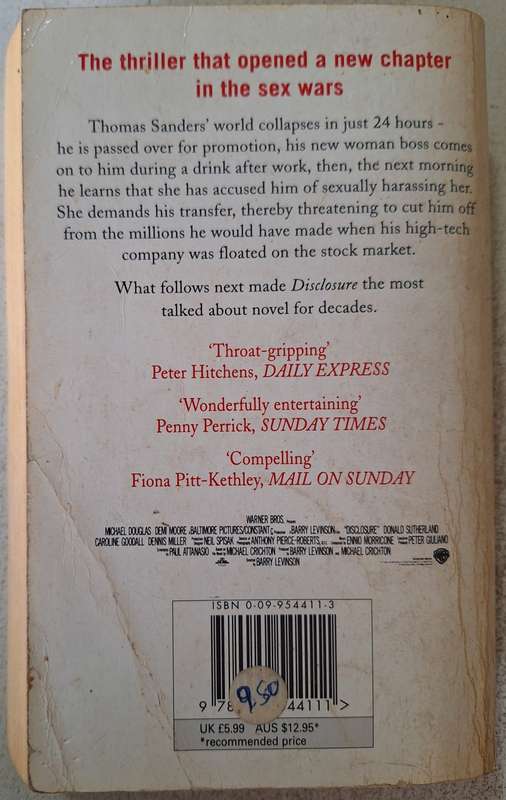 The thriller that opened a new chapter
in the sex wars
Thomas Sanders' world collapses in just 24 hours -
he is passed over for promotion, his new woman boss comes
on to him during a drink after work, then, the next morning
he learns that she has accused him of sexually harassing her.
She demands his transfer, thereby threatening to cut him off
from the millions he would have made when his high-tech
company was floated on the stock market.
What follows next made Disclosure the most
talked about novel for decades.
'Throat-gripping'
Peter Hitchens, DAILY EXPRESS
'Wonderfully entertaining'
Penny Perrick, SUNDAY TIMES
'Compelling'
Fiona Pitt-Kethley, MAIL ON SUNDAY
WARNER BROS.
MICHAEL DOUGLAS DEMI MOORE BALTIMORE PICTURES/CONSTANT BARRY LEVINSON "DISCLOSURE" DONALD SUTHERLAND
CAROLINE GOODALL DENNIS MILLER NEIL SPISAK ANTHONY PIERCE-ROBERTS ENNIO MORRICONE PETER GIULIANO
PAUL ATTANASIO MICHAEL CRICHTON BARRY LEVINSON MICHAEL CRICHTON
BARRY LEVINSON
ISBN 0-09-954411-3
9 78 44111 >
950
UK £5.99 AUS $12.95*
*recommended price